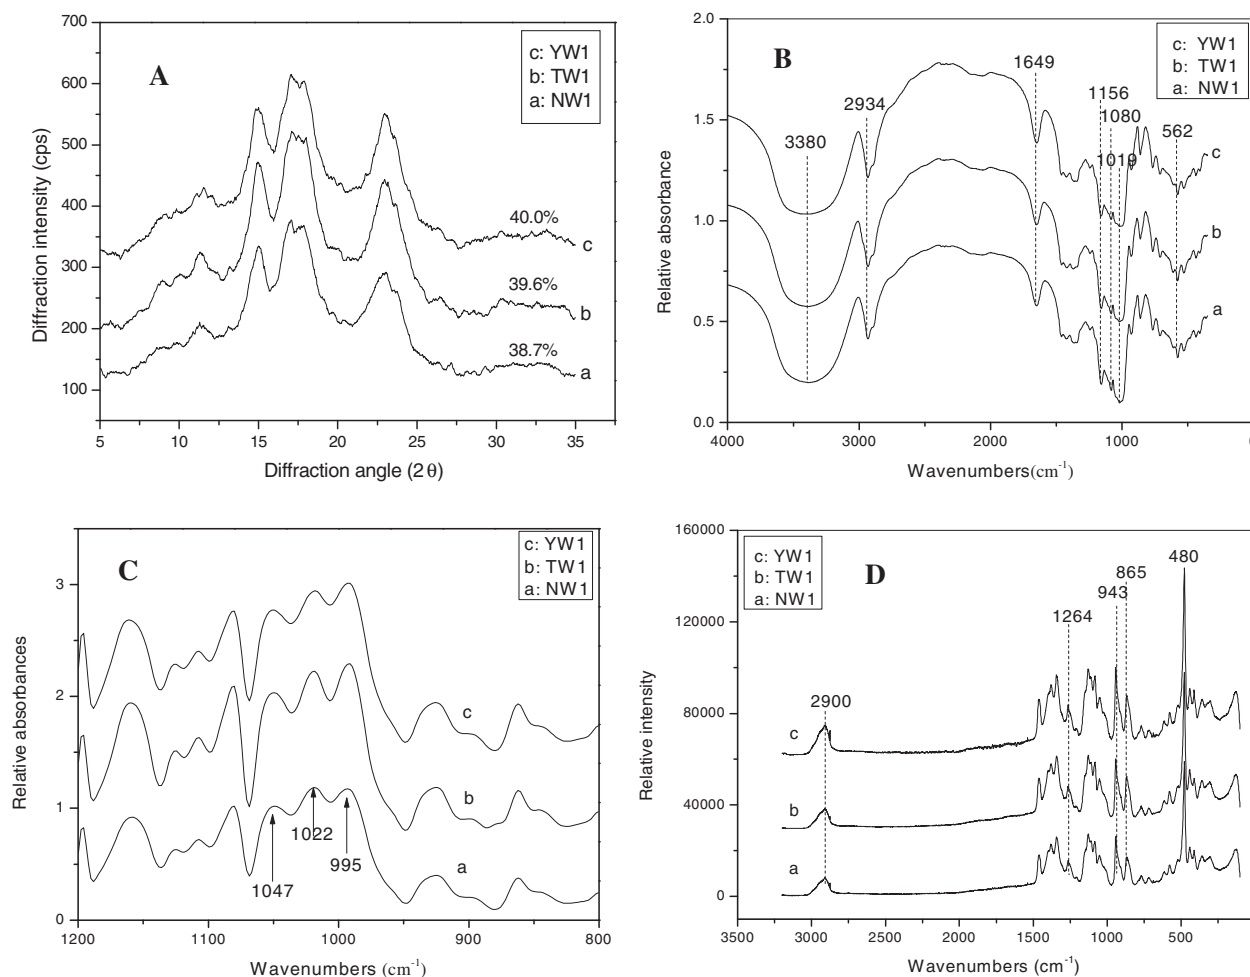 A
c: YW1
b: TW1
a: NW1
700
600
500
400
300
200
100
Diffraction intensity (cps)
40.0%
c
39.6%
b
38.7%
a
5
10
15
20
25
30
35
Diffraction angle (2 θ)
B
c: YW1
b: TW1
a: NW1
2.0
1.5
1.0
0.5
0.0
Relative absorbance
3380
2934
1649
1156
1080
1019
562
c
b
a
4000
3000
2000
1000
Wavenumbers(cm⁻¹)
C
c: YW1
b: TW1
a: NW1
3
2
1
0
Relative absorbances
c
b
a
1047
1022
995
1200
1100
1000
900
800
Wavenumbers (cm⁻¹)
D
c: YW1
b: TW1
a: NW1
160000
120000
80000
40000
0
Relative intensity
2900
1264
943
865
480
c
b
a
3500
3000
2500
2000
1500
1000
500
Wavenumbers (cm⁻¹)